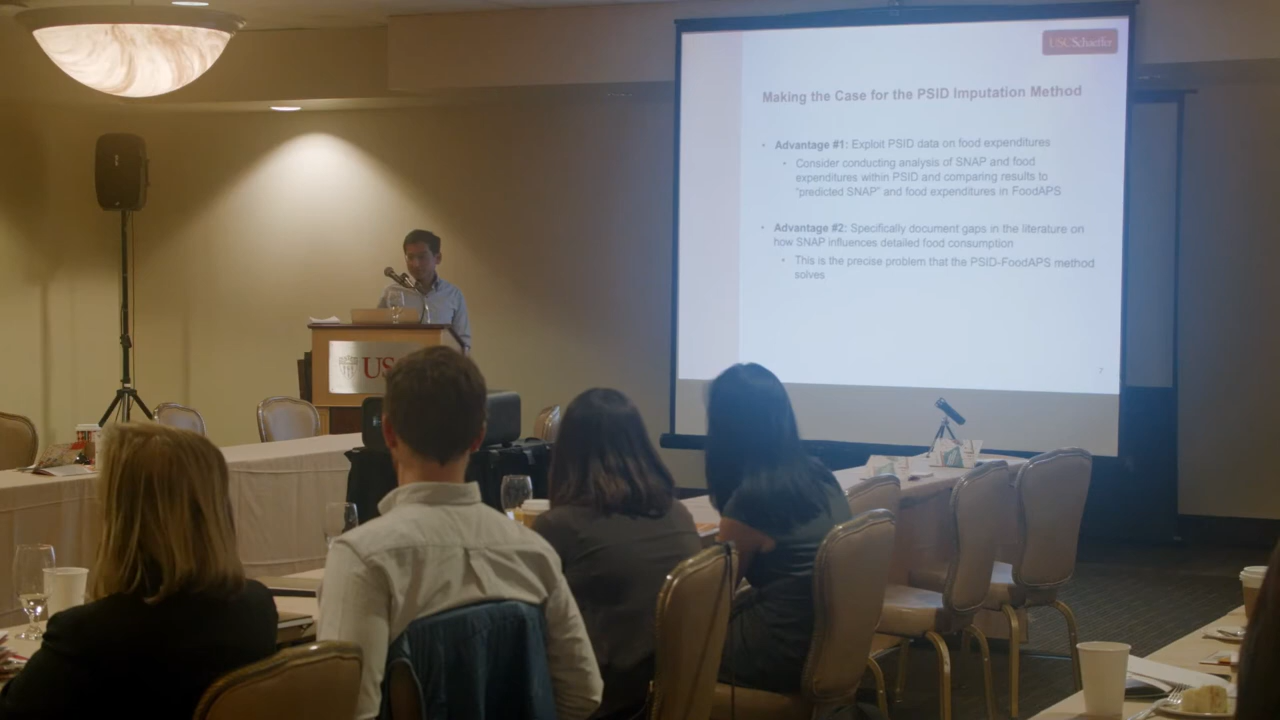 USC Schaeffer
Making the Case for the PSID Imputation Method
• Advantage #1: Exploit PSID data on food expenditures
• Consider conducting analysis of SNAP and food
expenditures within PSID and comparing results to
"predicted SNAP" and food expenditures in FoodAPS
• Advantage #2: Specifically document gaps in the literature on
how SNAP influences detailed food consumption
• This is the precise problem that the PSID-FoodAPS method
solves
2
US